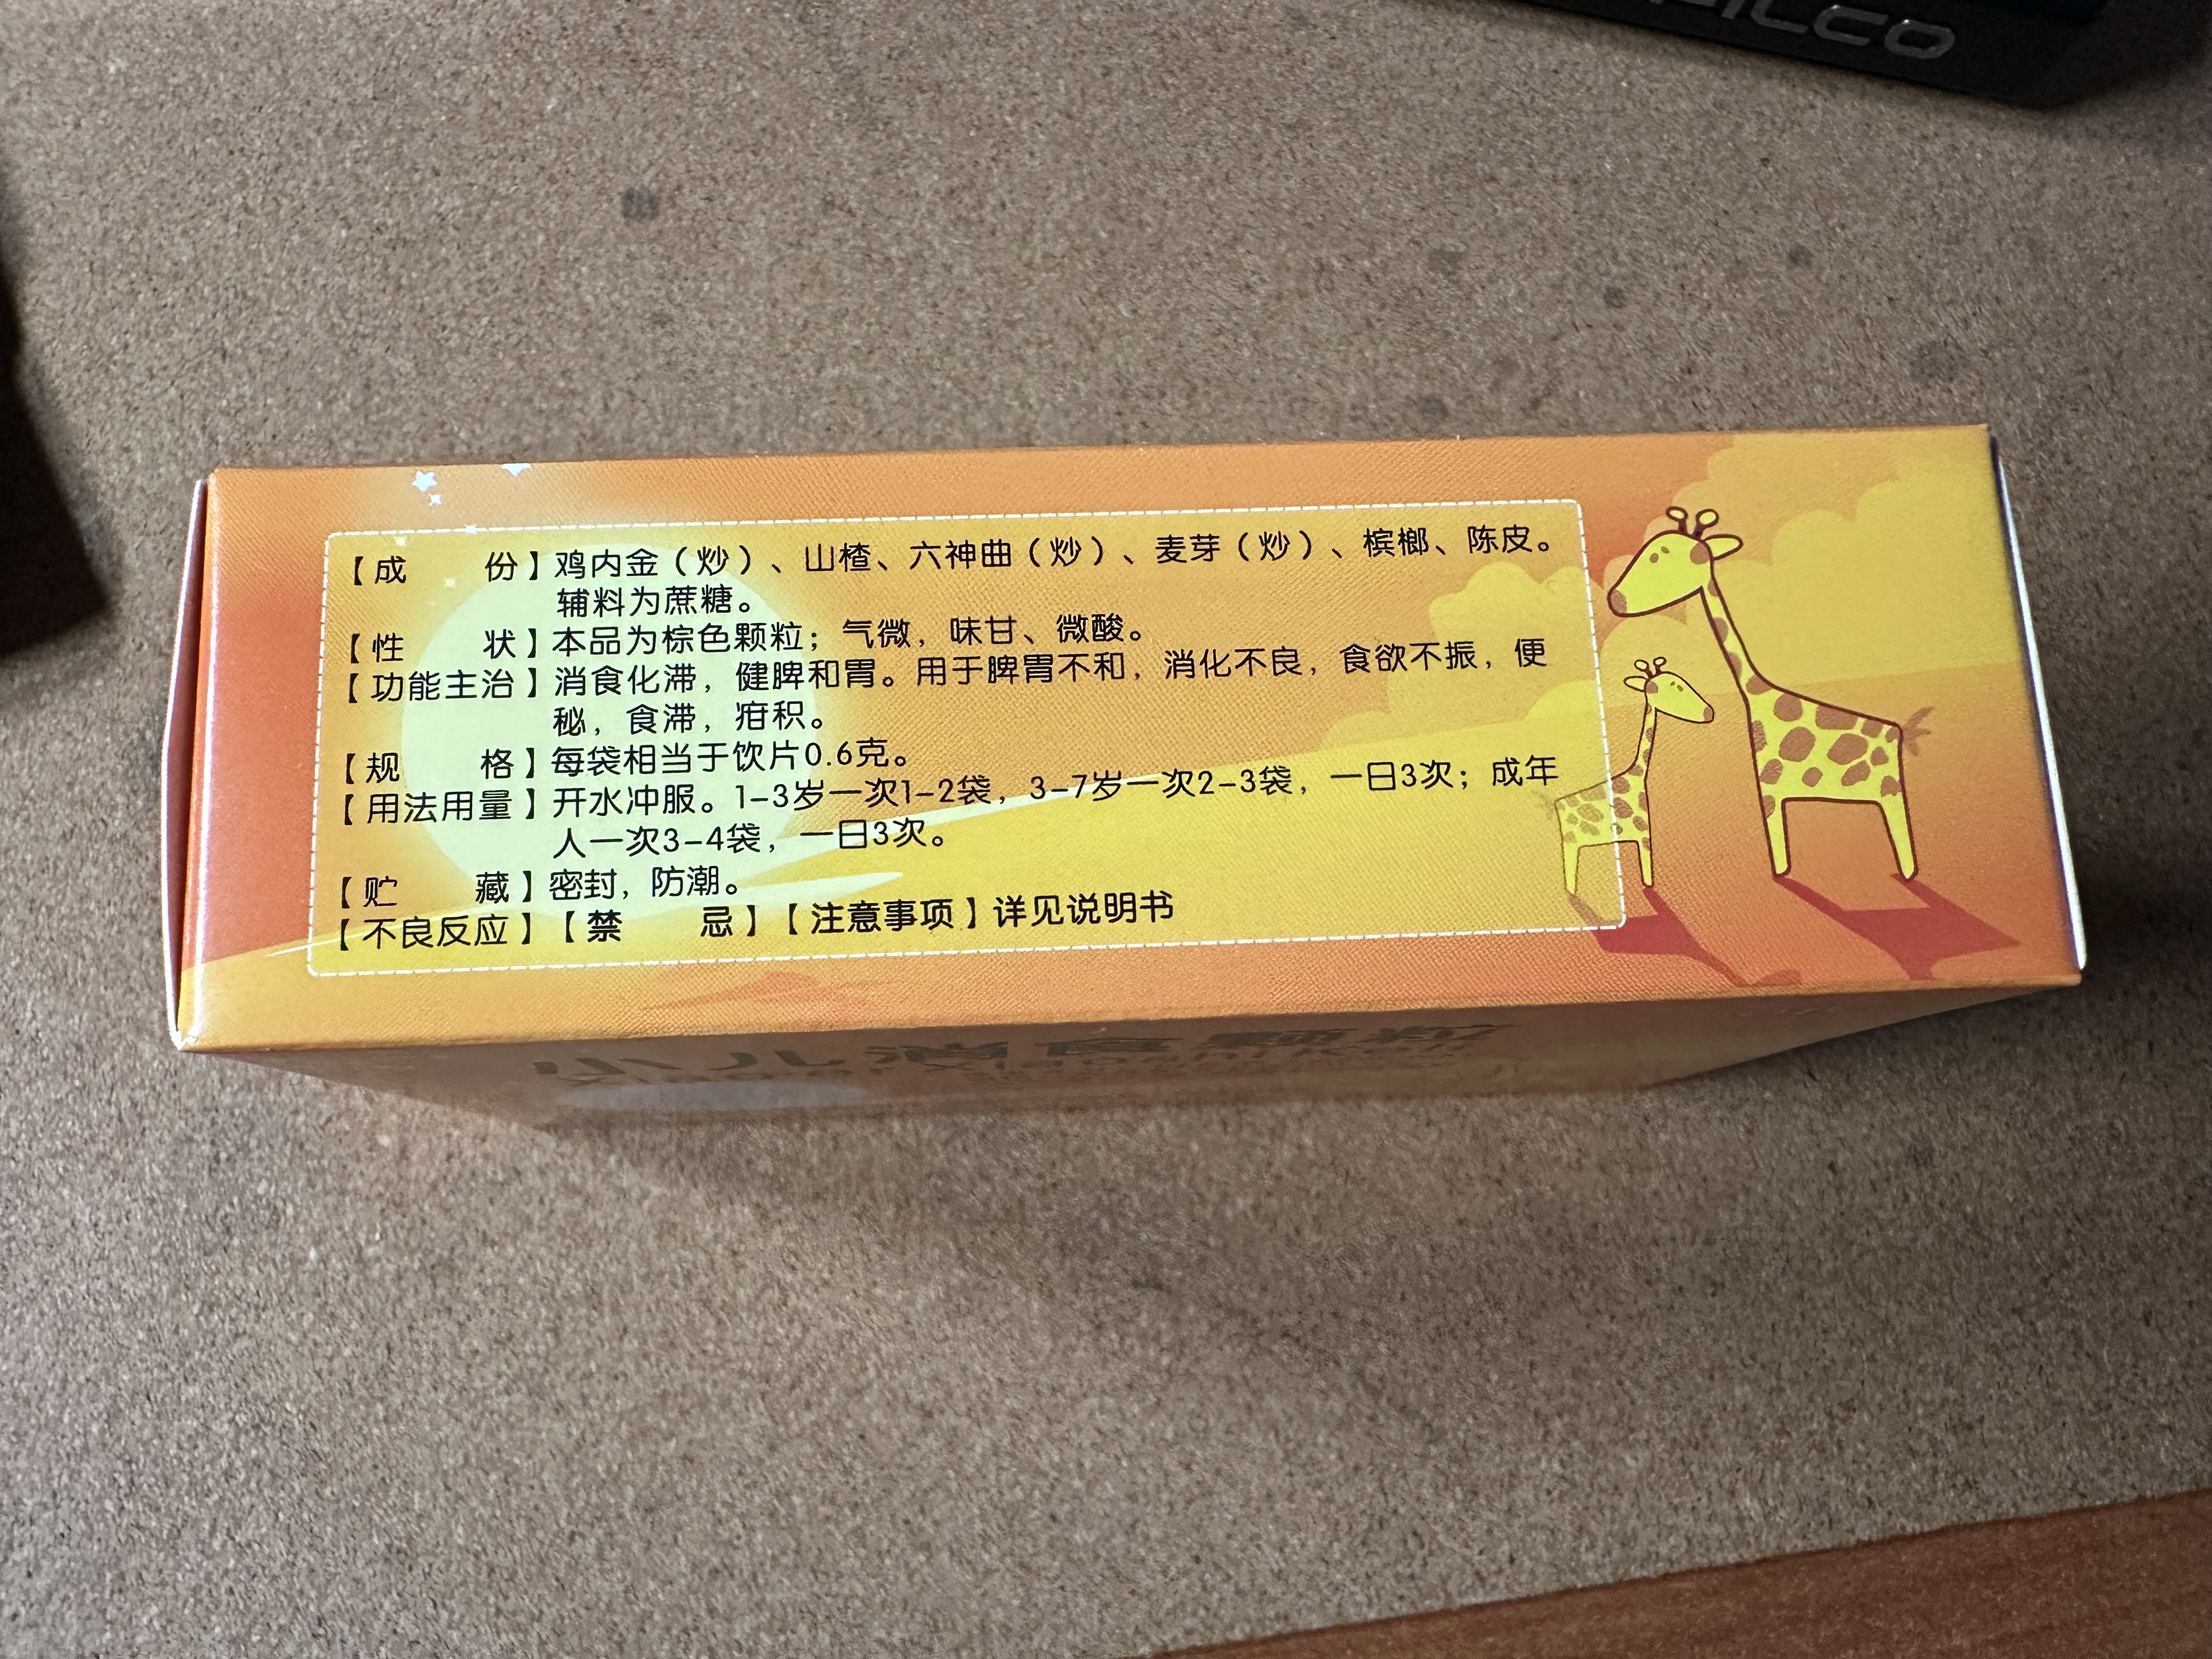 【成　　份】鸡内金（炒）、山楂、六神曲（炒）、麦芽（炒）、槟榔、陈皮。
辅料为蔗糖。
【性　　状】本品为棕色颗粒；气微，味甘、微酸。
【功能主治】消食化滞，健脾和胃。用于脾胃不和，消化不良，食欲不振，便
秘，食滞，疳积。
【规　　格】每袋相当于饮片0.6克。
【用法用量】开水冲服。1-3岁一次1-2袋，3-7岁一次2-3袋，一日3次；成年
人一次3-4袋，一日3次。
【贮　　藏】密封，防潮。
【不良反应】【禁　　忌】【注意事项】详见说明书
小儿消食颗粒